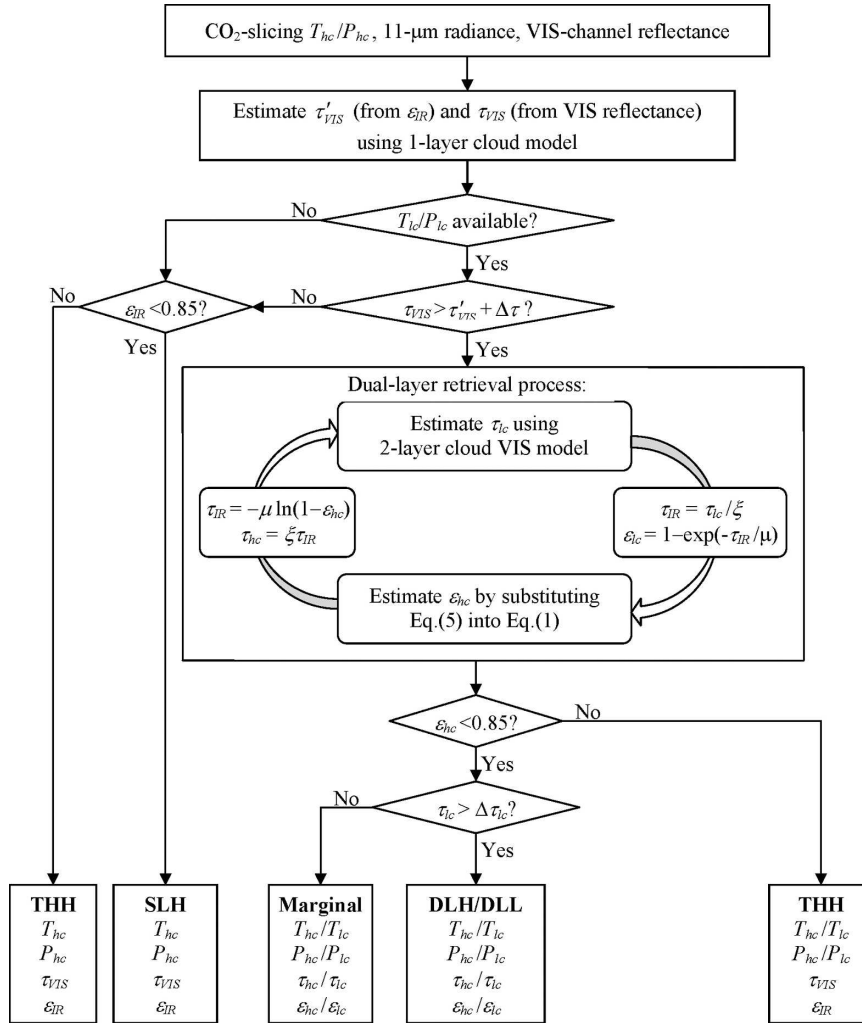 CO₂-slicing T_hc/P_hc, 11-μm radiance, VIS-channel reflectance
Estimate τ′_VIS (from ε_IR) and τ_VIS (from VIS reflectance)
using 1-layer cloud model
No
T_lc/P_lc available?
Yes
No
ε_IR <0.85?
No
τ_VIS > τ′_VIS + Δτ ?
Yes
Yes
Dual-layer retrieval process:
Estimate τ_lc using
2-layer cloud VIS model
τ_IR = −μ ln(1−ε_hc)
τ_hc = ξτ_IR
τ_IR = τ_lc/ξ
ε_lc = 1−exp(-τ_IR/μ)
Estimate ε_hc by substituting
Eq.(5) into Eq.(1)
ε_hc <0.85?
No
Yes
No
τ_lc > Δτ_lc?
Yes
THH
T_hc
P_hc
τ_VIS
ε_IR
SLH
T_hc
P_hc
τ_VIS
ε_IR
Marginal
T_hc/T_lc
P_hc/P_lc
τ_hc/τ_lc
ε_hc/ε_lc
DLH/DLL
T_hc/T_lc
P_hc/P_lc
τ_hc/τ_lc
ε_hc/ε_lc
THH
T_hc/T_lc
P_hc/P_lc
τ_VIS
ε_IR